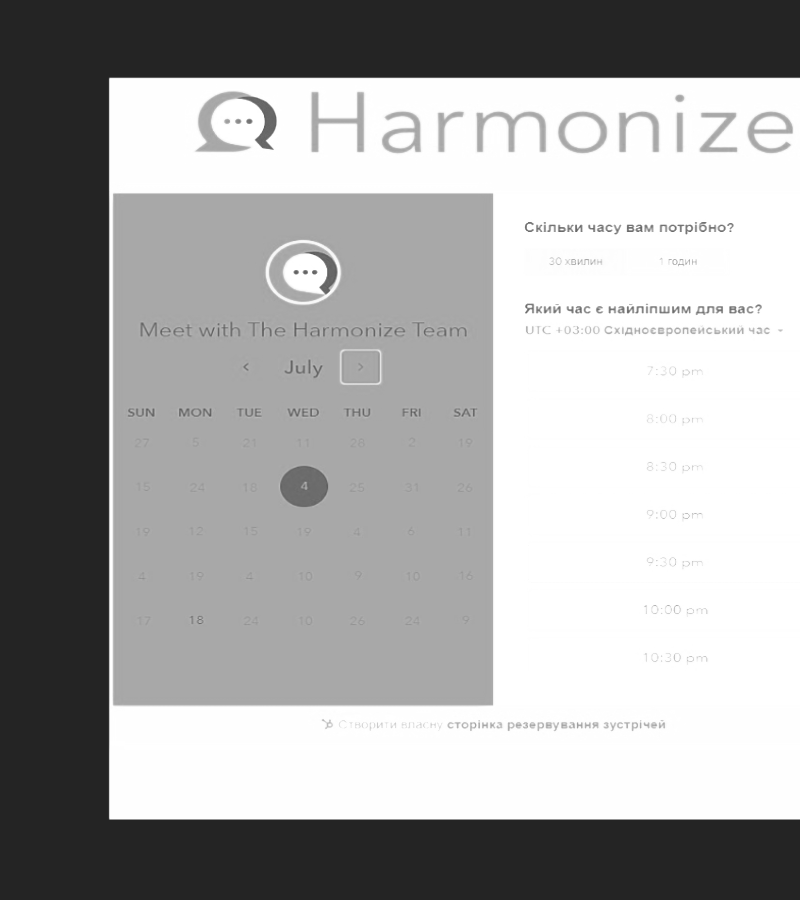 Harmonize
Meet with The Harmonize Team
< July >
SUN MON TUE WED THU FRI SAT
27 5 21 11 28 2 19
15 24 18 4 25 31 26
19 12 15 19 4 6 11
4 19 4 10 9 10 16
17 18 24 10 26 24 9
Скільки часу вам потрібно?
30 хвилин 1 годин
Який час є найліпшим для вас?
UTC +03:00 Східноєвропейський час
7:30 pm
8:00 pm
8:30 pm
9:00 pm
9:30 pm
10:00 pm
10:30 pm
Створити власну сторінка резервування зустрічей